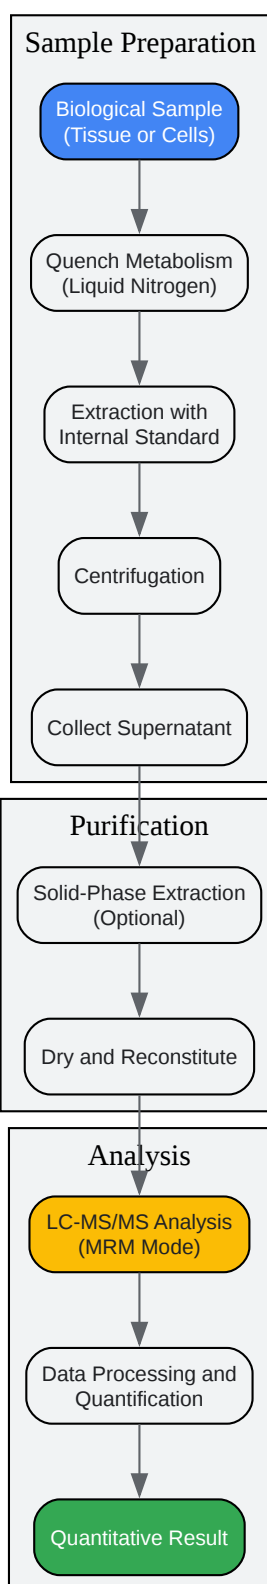 Sample Preparation
Biological Sample
(Tissue or Cells)
Quench Metabolism
(Liquid Nitrogen)
Extraction with
Internal Standard
Centrifugation
Collect Supernatant
Purification
Solid-Phase Extraction
(Optional)
Dry and Reconstitute
Analysis
LC-MS/MS Analysis
(MRM Mode)
Data Processing and
Quantification
Quantitative Result